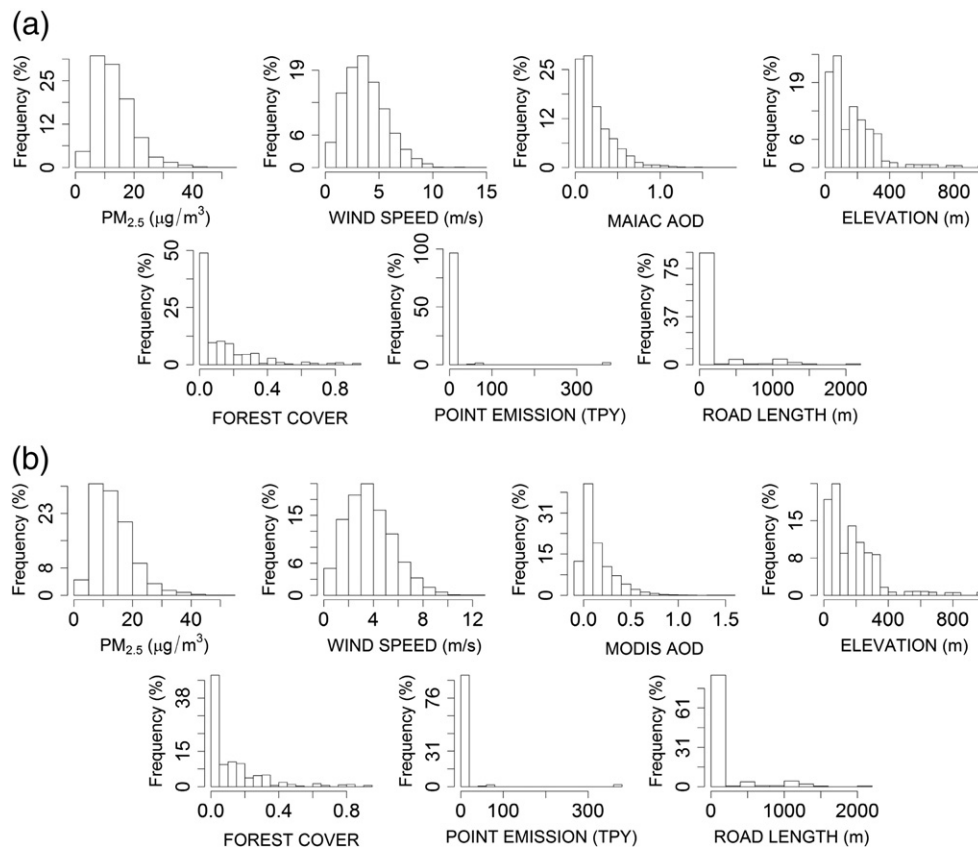 (a)
Frequency (%)
0 12 25
0 20 40
PM2.5 (μg/m³)
Frequency (%)
0 6 19
0 5 10 15
WIND SPEED (m/s)
Frequency (%)
0 12 25
0.0 1.0
MAIAC AOD
Frequency (%)
0 6 19
0 400 800
ELEVATION (m)
Frequency (%)
0 25 50
0.0 0.4 0.8
FOREST COVER
Frequency (%)
0 50 100
0 100 300
POINT EMISSION (TPY)
Frequency (%)
0 37 75
0 1000 2000
ROAD LENGTH (m)
(b)
Frequency (%)
0 8 23
0 20 40
PM2.5 (μg/m³)
Frequency (%)
0 6 15
0 4 8 12
WIND SPEED (m/s)
Frequency (%)
0 15 31
0.0 0.5 1.0 1.5
MODIS AOD
Frequency (%)
0 8 15
0 400 800
ELEVATION (m)
Frequency (%)
0 15 38
0.0 0.4 0.8
FOREST COVER
Frequency (%)
0 31 76
0 100 300
POINT EMISSION (TPY)
Frequency (%)
0 31 61
0 1000 2000
ROAD LENGTH (m)